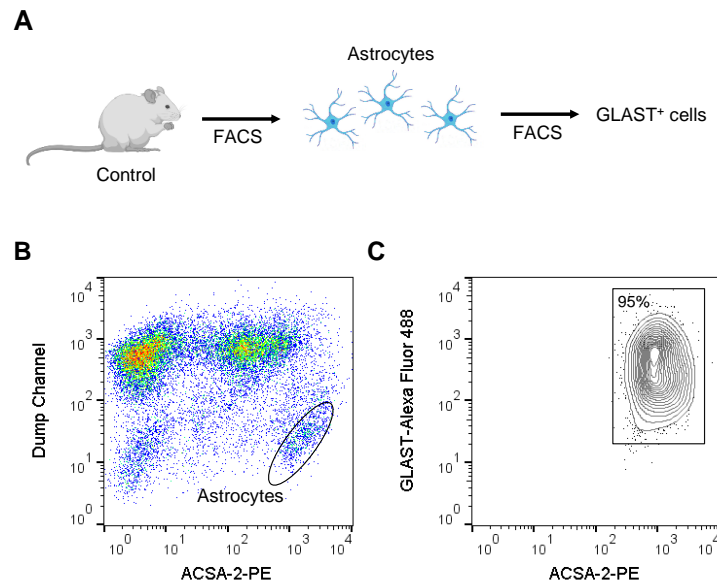 A
Astrocytes
FACS
FACS
GLAST⁺ cells
Control
B
C
Dump Channel
10⁴
10³
10²
10¹
10⁰
Astrocytes
10⁰ 10¹ 10² 10³ 10⁴
ACSA-2-PE
GLAST-Alexa Fluor 488
10⁴
10³
10²
10¹
10⁰
95%
10⁰ 10¹ 10² 10³ 10⁴
ACSA-2-PE